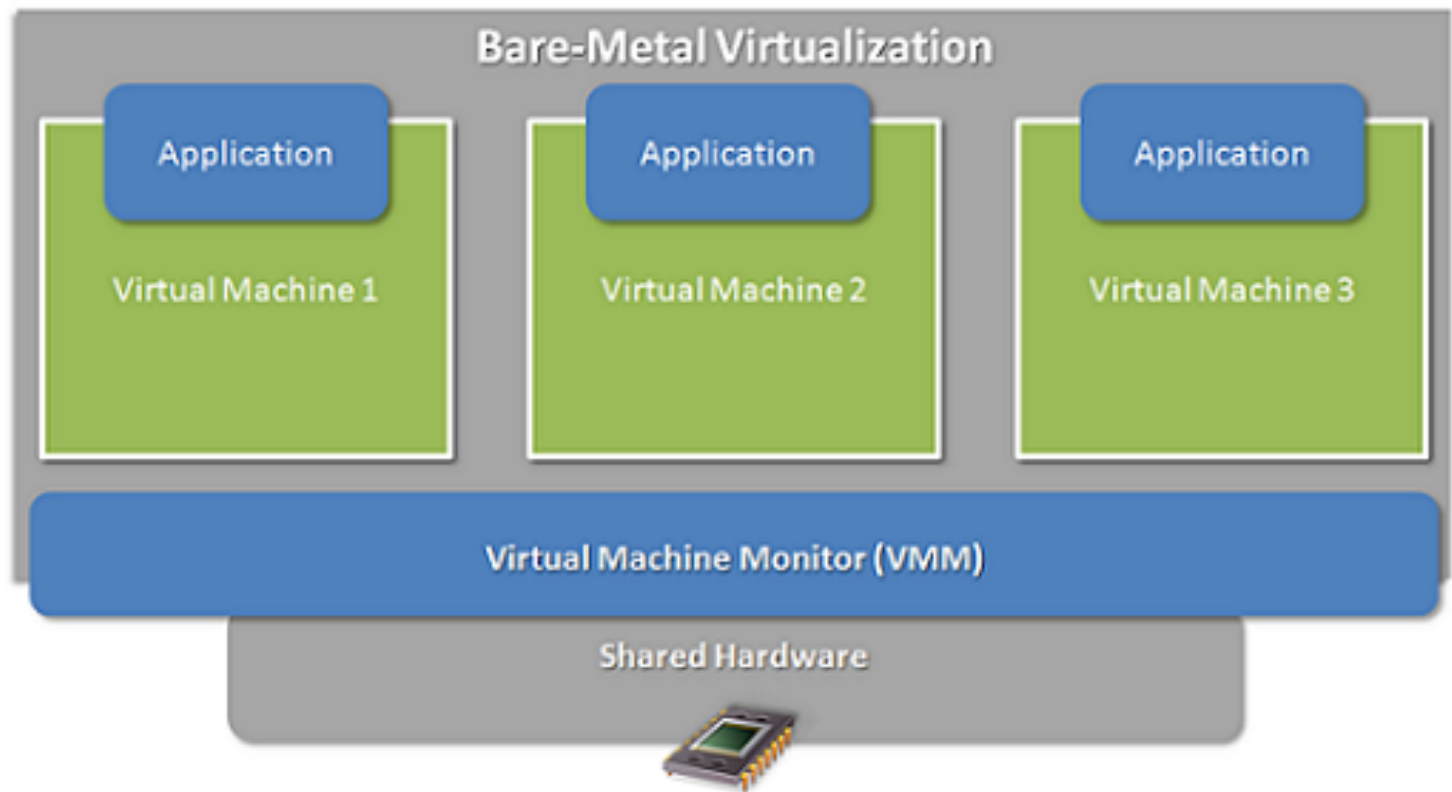 Bare-Metal Virtualization
Application
Application
Application
Virtual Machine 1
Virtual Machine 2
Virtual Machine 3
Virtual Machine Monitor (VMM)
Shared Hardware